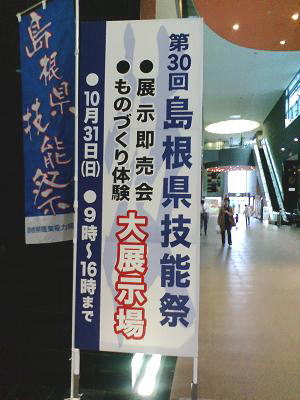 第30回 島根県技能祭
●展示即売会
●ものづくり体験
大展示場
●10月31日(日) ●9時〜16時まで
島根県技能祭